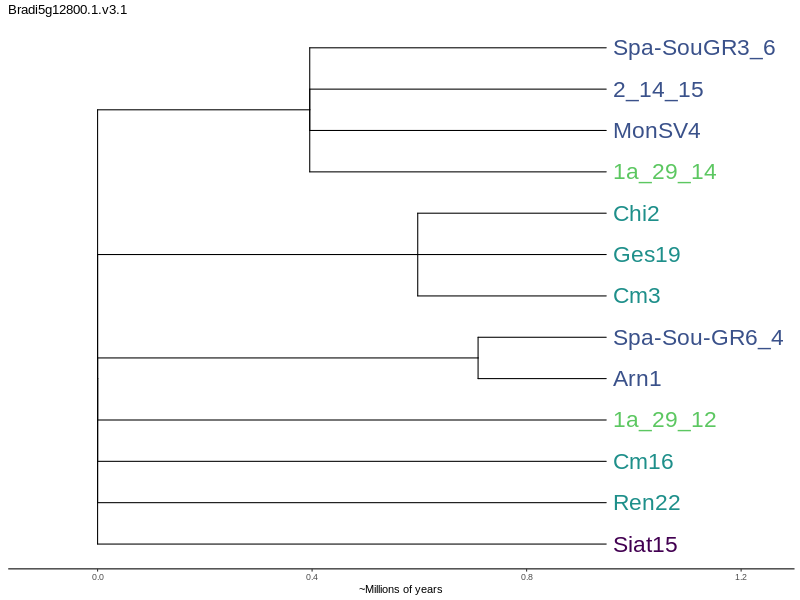 Bradi5g12800.1.v3.1
Spa-SouGR3_6
2_14_15
MonSV4
1a_29_14
Chi2
Ges19
Cm3
Spa-Sou-GR6_4
Arn1
1a_29_12
Cm16
Ren22
Siat15
0.0 0.4 0.8 1.2
~Millions of years